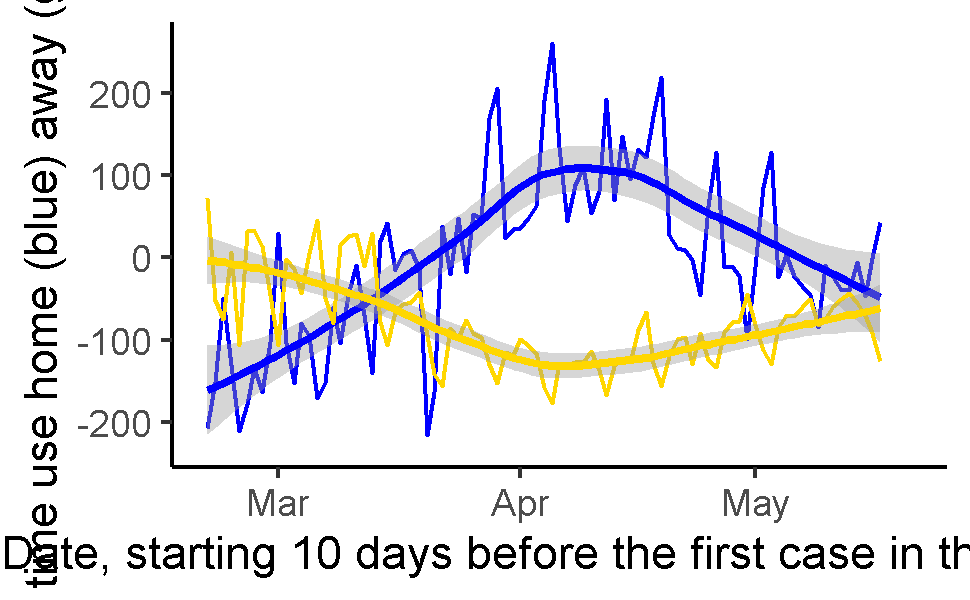 time use home (blue) away (
200
100
0
-100
-200
Mar Apr May
Date, starting 10 days before the first case in th